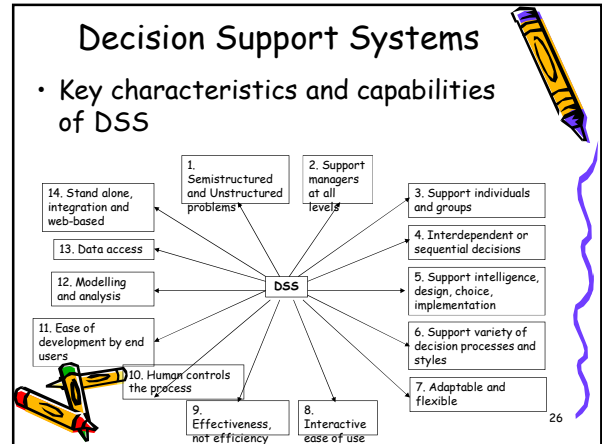 Decision Support Systems
• Key characteristics and capabilities
of DSS
1.
Semistructured
and Unstructured
problems
2. Support
managers
at all
levels
14. Stand alone,
integration and
web-based
3. Support individuals
and groups
13. Data access
4. Interdependent or
sequential decisions
DSS
12. Modelling
and analysis
5. Support intelligence,
design, choice,
implementation
11. Ease of
development by end
users
6. Support variety of
decision processes and
styles
10. Human controls
the process
7. Adaptable and
flexible
9.
Effectiveness,
not efficiency
8.
Interactive
ease of use
26